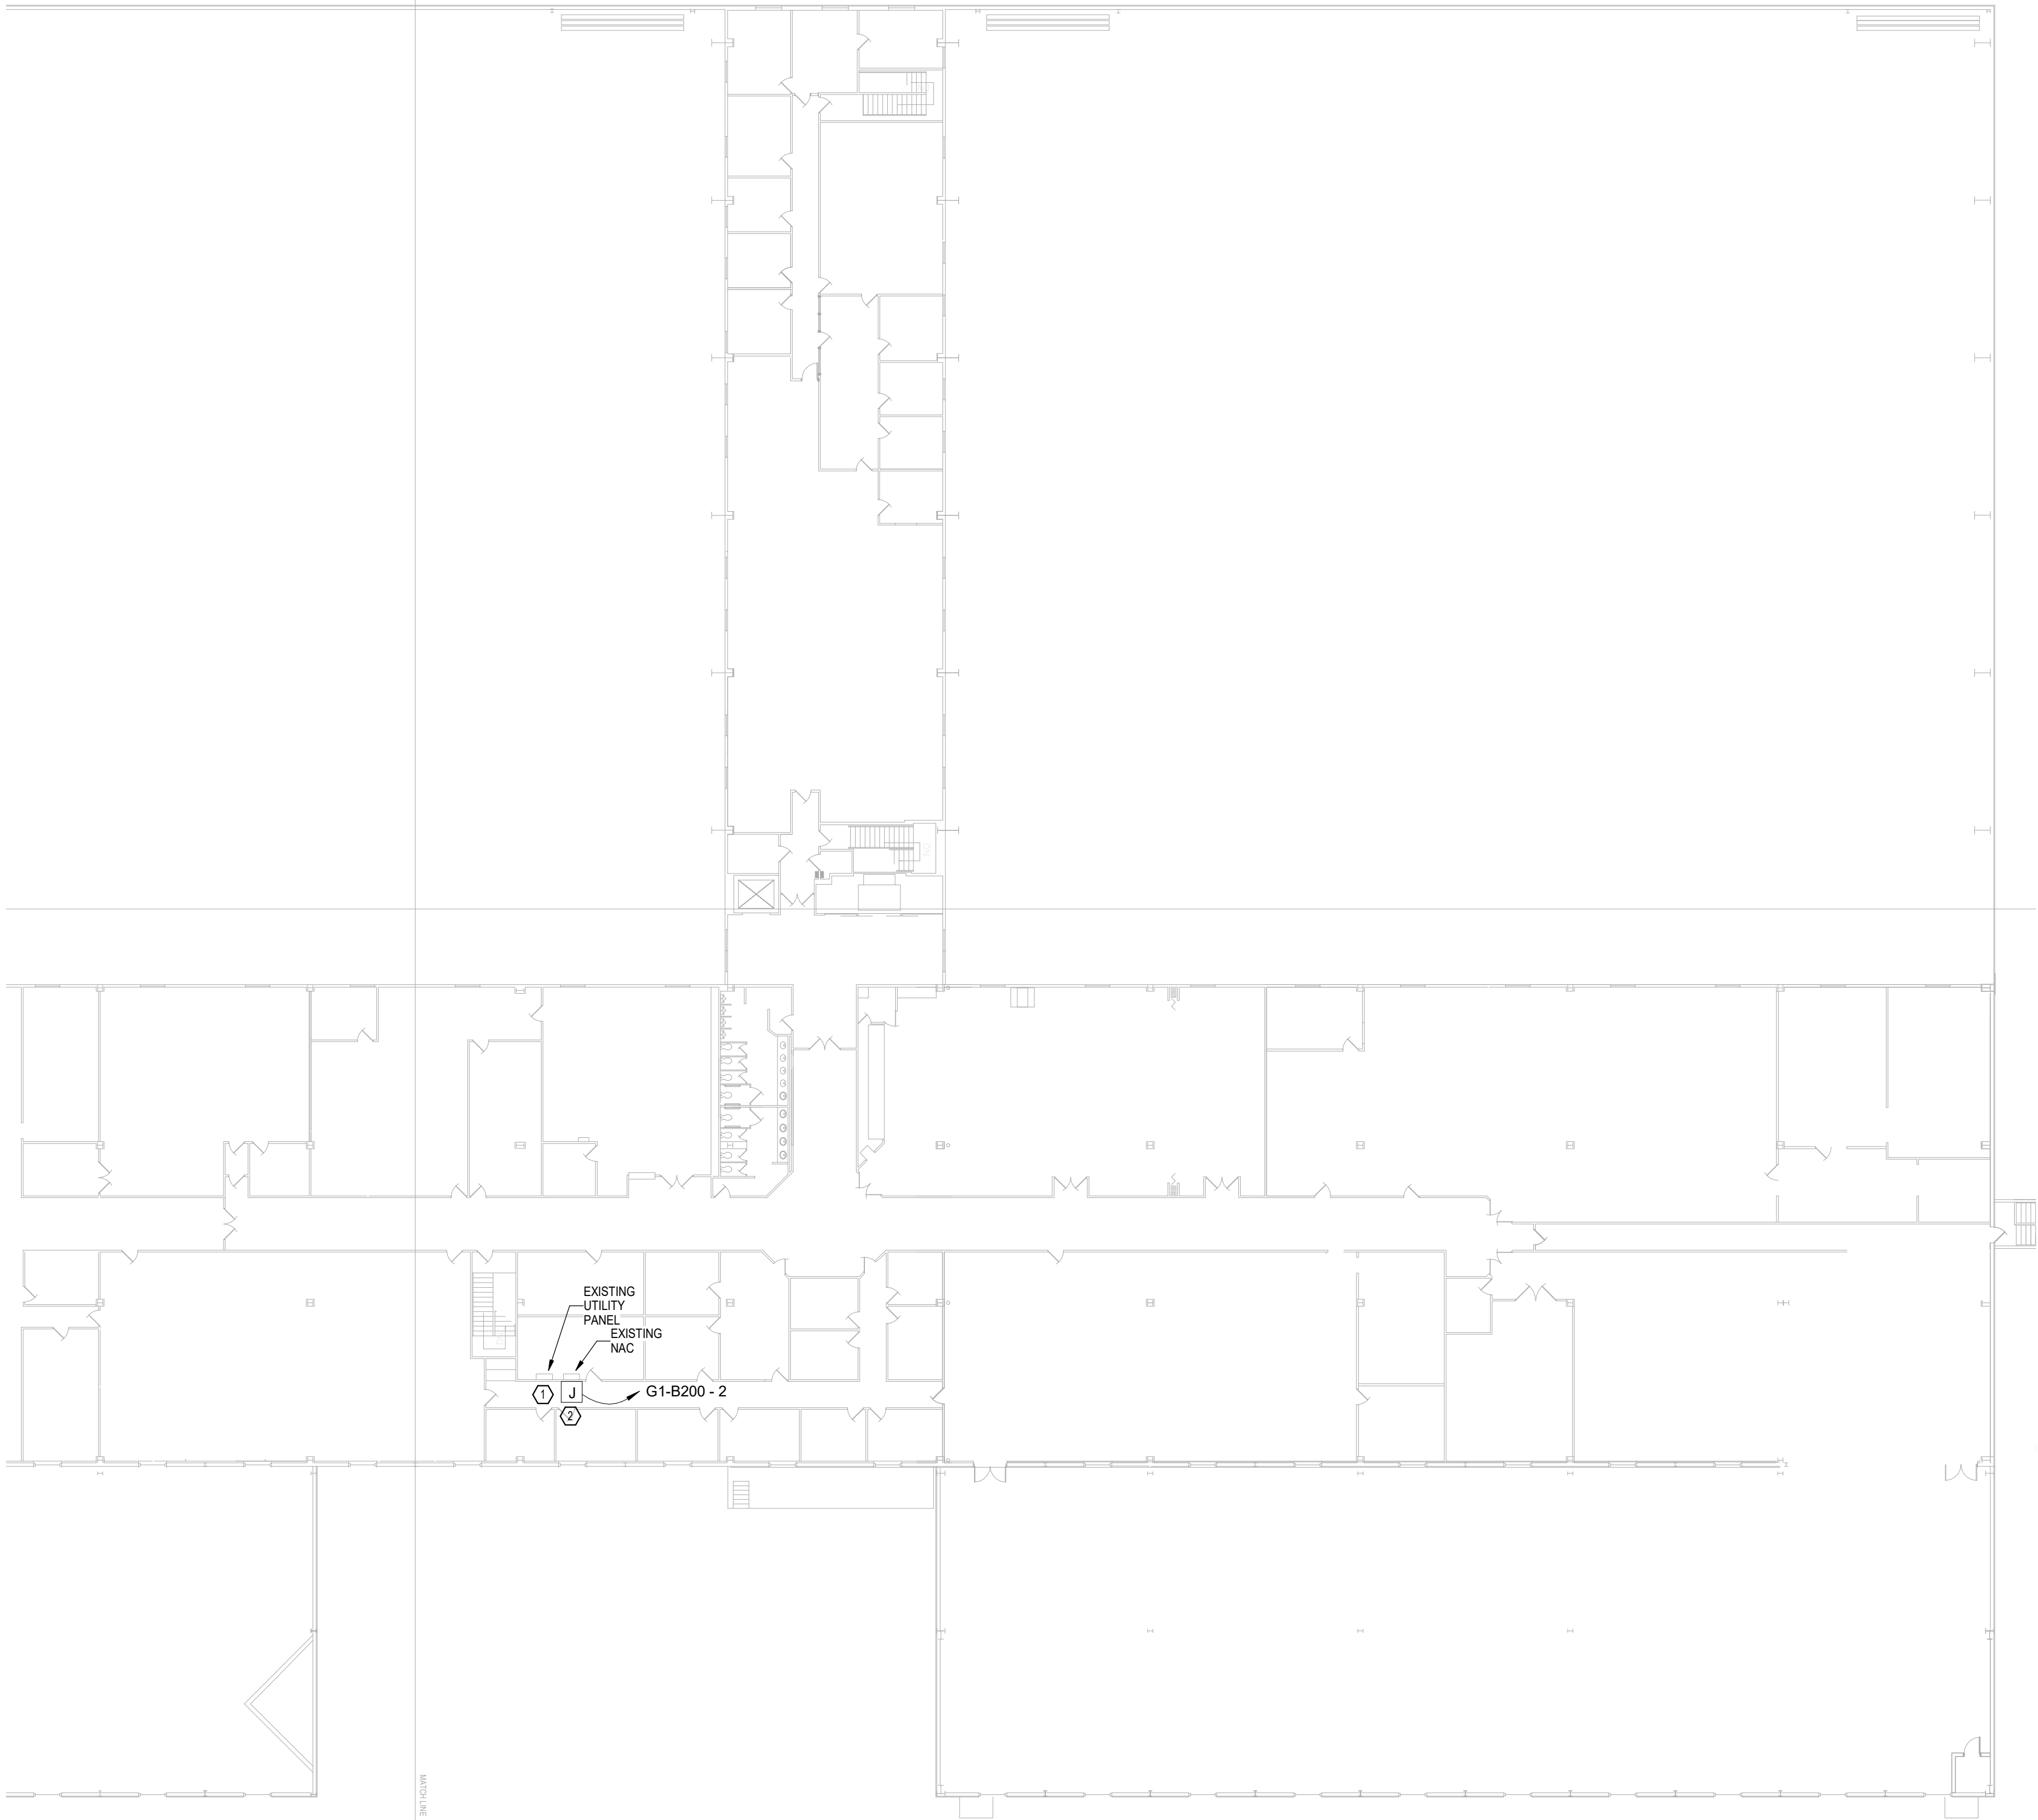 EXISTING
UTILITY
PANEL
EXISTING
NAC
1
J
G1-B200 - 2
2
MATCH LINE